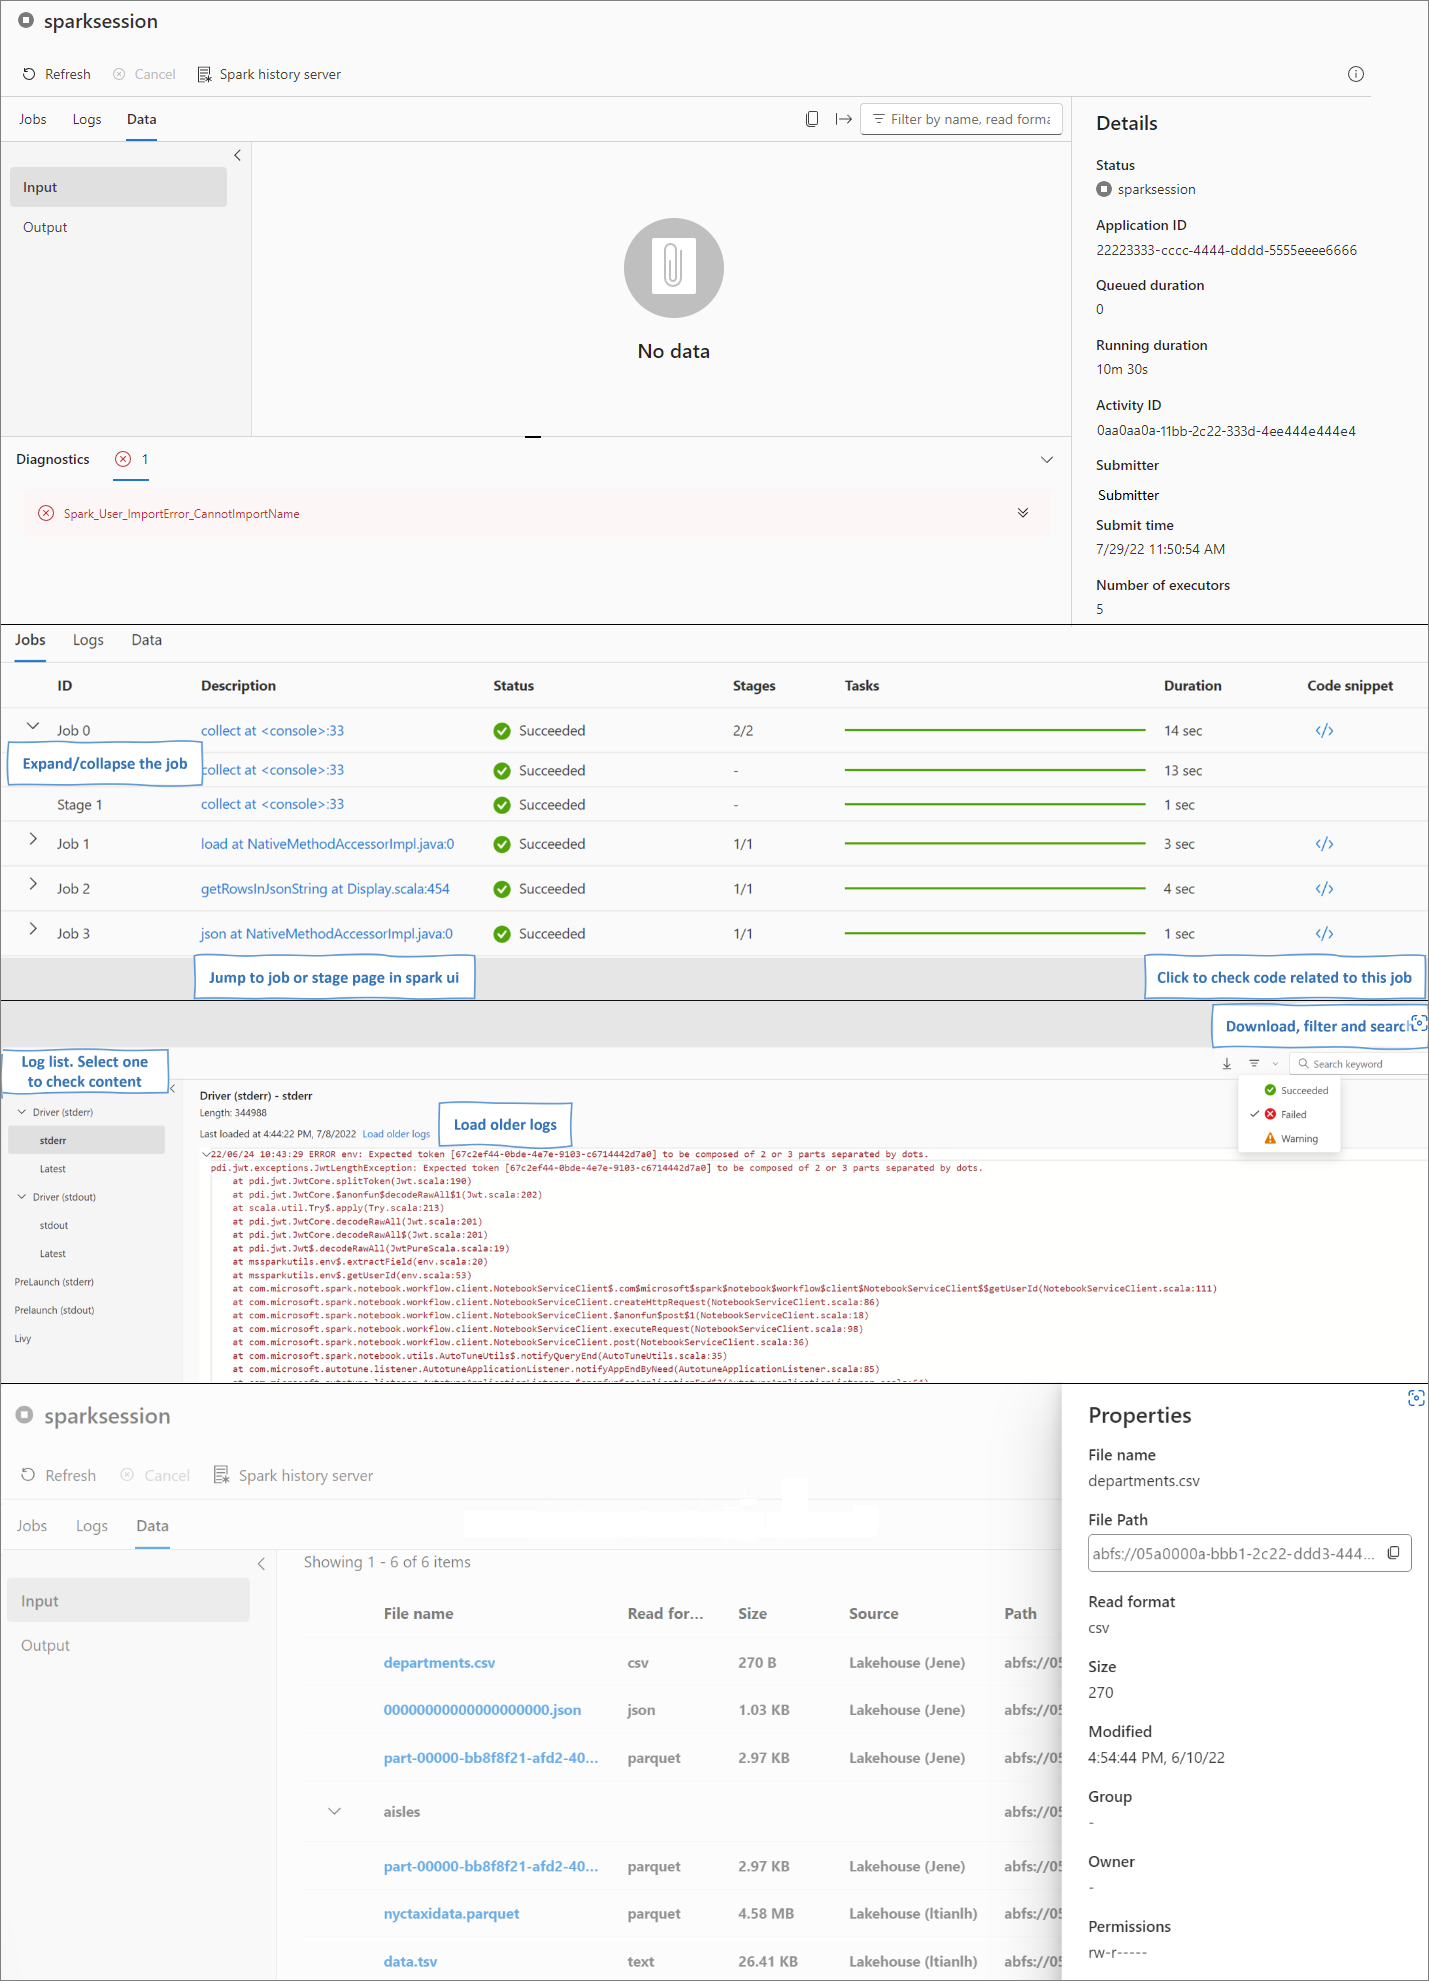 sparksession
Refresh Cancel Spark history server
Jobs Logs Data
Filter by name, read forma
Input
Output
No data
Diagnostics 1
Spark_User_ImportError_CannotImportName
Details
Status
sparksession
Application ID
22223333-cccc-4444-dddd-5555eeee6666
Queued duration
0
Running duration
10m 30s
Activity ID
0aa0aa0a-11bb-2c22-333d-4ee444e444e4
Submitter
Submitter
Submit time
7/29/22 11:50:54 AM
Number of executors
5
Jobs Logs Data
ID Description Status Stages Tasks Duration Code snippet
Job 0 collect at <console>:33 Succeeded 2/2 14 sec </>
Expand/collapse the job
collect at <console>:33 Succeeded - 13 sec
Stage 1 collect at <console>:33 Succeeded - 1 sec
Job 1 load at NativeMethodAccessorImpl.java:0 Succeeded 1/1 3 sec </>
Job 2 getRowsInJsonString at Display.scala:454 Succeeded 1/1 4 sec </>
Job 3 json at NativeMethodAccessorImpl.java:0 Succeeded 1/1 1 sec </>
Jump to job or stage page in spark ui
Click to check code related to this job
Download, filter and search
Log list. Select one
to check content
Search keyword
Succeeded
Failed
Warning
Driver (stderr)
stderr
Latest
Driver (stdout)
stdout
Latest
PreLaunch (stderr)
Prelaunch (stdout)
Livy
Driver (stderr) - stderr
Length: 344988
Last loaded at 4:44:22 PM, 7/8/2022 Load older logs
Load older logs
22/06/24 10:43:29 ERROR env: Expected token [67c2ef44-0bde-4e7e-9103-c6714442d7a0] to be composed of 2 or 3 parts separated by dots.
pdi.jwt.exceptions.JwtLengthException: Expected token [67c2ef44-0bde-4e7e-9103-c6714442d7a0] to be composed of 2 or 3 parts separated by dots.
at pdi.jwt.JwtCore.splitToken(Jwt.scala:190)
at pdi.jwt.JwtCore.$anonfun$decodeRawAll$1(Jwt.scala:202)
at scala.util.Try$.apply(Try.scala:213)
at pdi.jwt.JwtCore.decodeRawAll(Jwt.scala:201)
at pdi.jwt.JwtCore.decodeRawAll$(Jwt.scala:201)
at pdi.jwt.Jwt$.decodeRawAll(JwtPureScala.scala:19)
at mssparkutils.env$.extractField(env.scala:20)
at mssparkutils.env$.getUserId(env.scala:53)
at com.microsoft.spark.notebook.workflow.client.NotebookServiceClient$.com$microsoft$spark$notebook$workflow$client$NotebookServiceClient$$getUserId(NotebookServiceClient.scala:111)
at com.microsoft.spark.notebook.workflow.client.NotebookServiceClient.createHttpRequest(NotebookServiceClient.scala:86)
at com.microsoft.spark.notebook.workflow.client.NotebookServiceClient.$anonfun$post$1(NotebookServiceClient.scala:18)
at com.microsoft.spark.notebook.workflow.client.NotebookServiceClient.executeRequest(NotebookServiceClient.scala:98)
at com.microsoft.spark.notebook.workflow.client.NotebookServiceClient.post(NotebookServiceClient.scala:36)
at com.microsoft.spark.notebook.utils.AutoTuneUtils$.notifyQueryEnd(AutoTuneUtils.scala:35)
at com.microsoft.autotune.listener.AutotuneApplicationListener.notifyAppEndByNeed(AutotuneApplicationListener.scala:85)
sparksession
Refresh Cancel Spark history server
Jobs Logs Data
Input
Output
Showing 1 - 6 of 6 items
File name Read for... Size Source Path
departments.csv csv 270 B Lakehouse (Jene) abfs://05
00000000000000000000.json json 1.03 KB Lakehouse (Jene) abfs://05
part-00000-bb8f8f21-afd2-40... parquet 2.97 KB Lakehouse (Jene) abfs://05
aisles abfs://05
part-00000-bb8f8f21-afd2-40... parquet 2.97 KB Lakehouse (Jene) abfs://05
nyctaxidata.parquet parquet 4.58 MB Lakehouse (ltianlh) abfs://05
data.tsv text 26.41 KB Lakehouse (ltianlh) abfs://05
Properties
File name
departments.csv
File Path
abfs://05a0000a-bbb1-2c22-ddd3-444...
Read format
csv
Size
270
Modified
4:54:44 PM, 6/10/22
Group
-
Owner
-
Permissions
rw-r-----